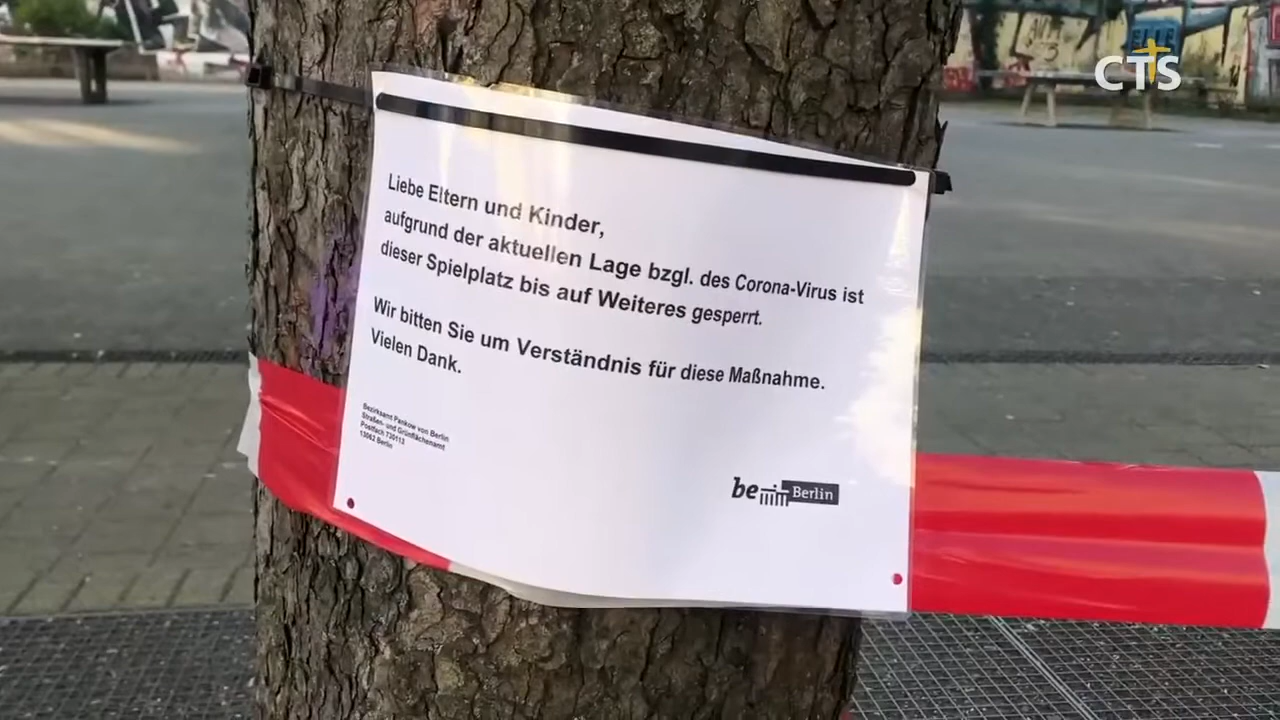 CTS
Liebe Eltern und Kinder,
aufgrund der aktuellen Lage bzgl. des Corona-Virus ist
dieser Spielplatz bis auf Weiteres gesperrt.
Wir bitten Sie um Verständnis für diese Maßnahme.
Vielen Dank.
Bezirksamt Pankow von Berlin
Straßen- und Grünflächenamt
Postfach 730113
13062 Berlin
be Berlin